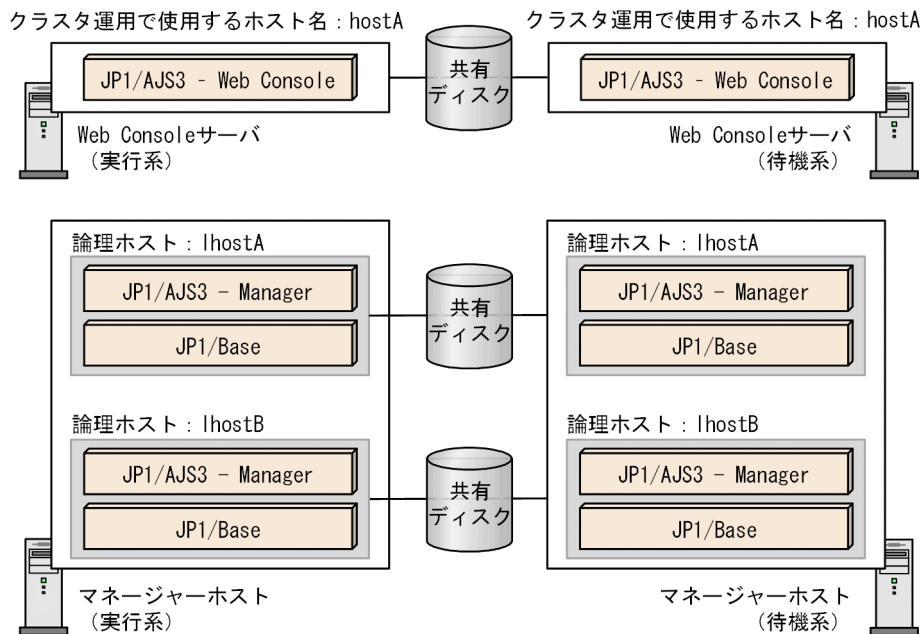 クラスタ運用で使用するホスト名:hostA
クラスタ運用で使用するホスト名:hostA
JP1/AJS3 - Web Console
共有
ディスク
JP1/AJS3 - Web Console
Web Consoleサーバ
(実行系)
Web Consoleサーバ
(待機系)
論理ホスト:lhostA
論理ホスト:lhostA
JP1/AJS3 - Manager
JP1/Base
共有
ディスク
JP1/AJS3 - Manager
JP1/Base
論理ホスト:lhostB
論理ホスト:lhostB
JP1/AJS3 - Manager
JP1/Base
共有
ディスク
JP1/AJS3 - Manager
JP1/Base
マネージャーホスト
(実行系)
マネージャーホスト
(待機系)